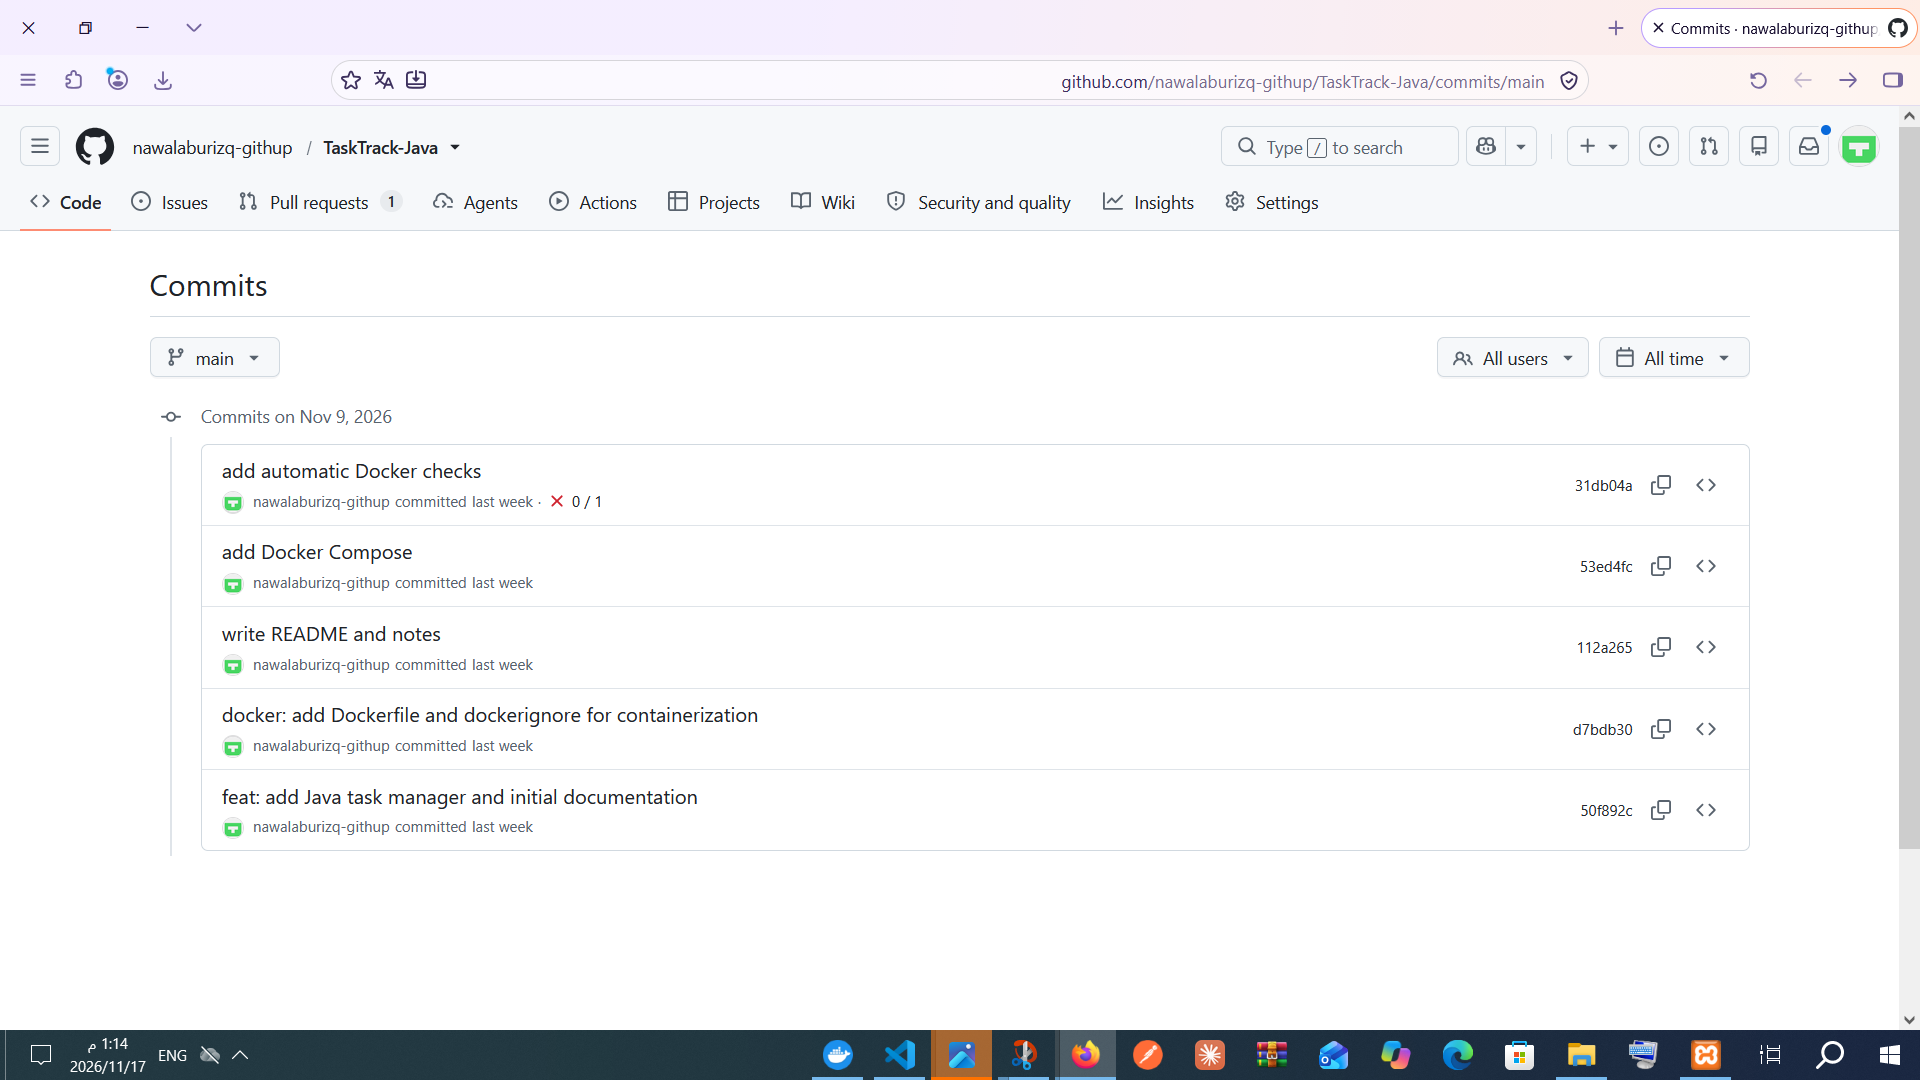 Commits · nawalaburizq-githup
github.com/nawalaburizq-githup/TaskTrack-Java/commits/main
nawalaburizq-githup / TaskTrack-Java
Type / to search
Code
Issues
Pull requests 1
Agents
Actions
Projects
Wiki
Security and quality
Insights
Settings
Commits
main
All users
All time
Commits on Nov 9, 2026
add automatic Docker checks
nawalaburizq-githup committed last week · 0 / 1
31db04a
add Docker Compose
nawalaburizq-githup committed last week
53ed4fc
write README and notes
nawalaburizq-githup committed last week
112a265
docker: add Dockerfile and dockerignore for containerization
nawalaburizq-githup committed last week
d7bdb30
feat: add Java task manager and initial documentation
nawalaburizq-githup committed last week
50f892c
1:14 م
2026/11/17
ENG